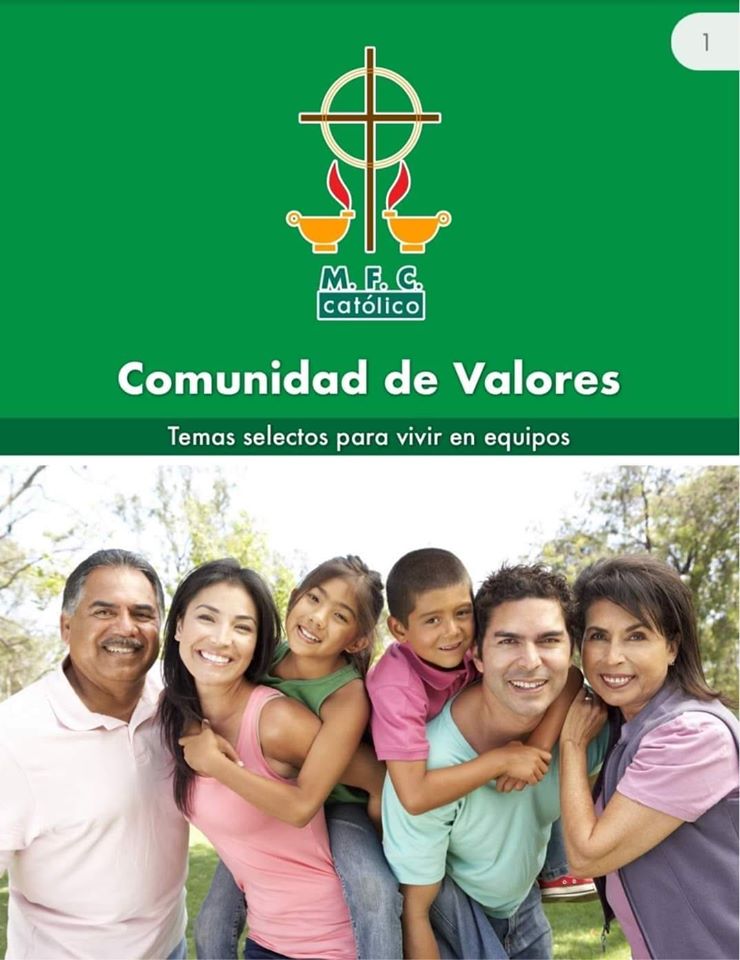 1
M. F. C.
católico
Comunidad de Valores
Temas selectos para vivir en equipos